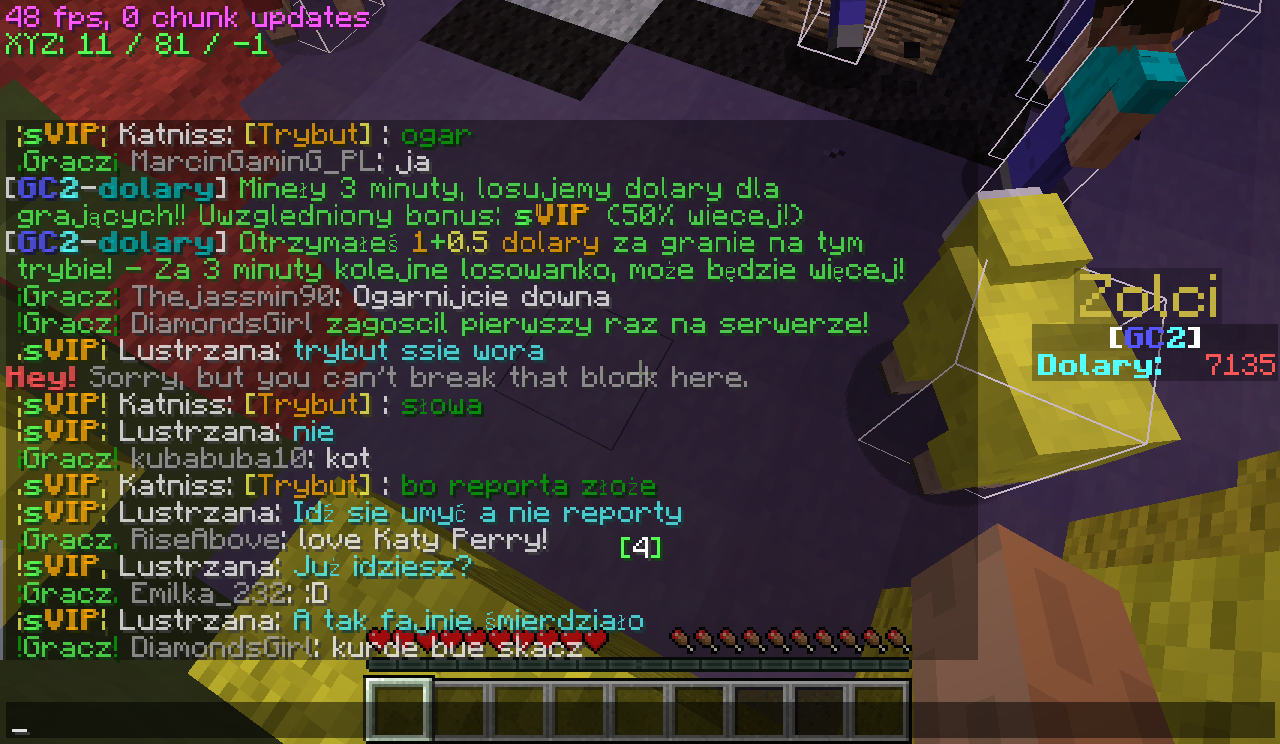 48 fps, 0 chunk updates
XYZ: 11 / 81 / -1
¦sVIP¦ Katniss: [Trybut] : ogar
.Gracz¡ MarcinGaminG_PL: ja
[GC2-dolary] Mineły 3 minuty, losujemy dolary dla
grających!! Uwzgledniony bonus: sVIP (50% wiecej!)
[GC2-dolary] Otrzymałeś 1+0.5 dolary za granie na tym
trybie! - Za 3 minuty kolejne losowanko, może będzie więcej!
¦Gracz¦ Thejassmin90: Ogarnijcie downa
!Gracz¦ DiamondsGirl zagoscil pierwszy raz na serwerze!
.sVIP¡ Lustrzana: trybut ssie wora
Hey! Sorry, but you can't break that block here.
¦sVIP! Katniss: [Trybut] : słowa
¦sVIP¦ Lustrzana: nie
¦Gracz! kubabuba10: kot
.sVIP, Katniss: [Trybut] : bo reporta złoże
¦sVIP¦ Lustrzana: Idź sie umyć a nie reporty
.Gracz. RiseAbove: love Katy Perry!
!sVIP, Lustrzana: Już idziesz?
¦Gracz. Emilka_232: :D
¡sVIP¦ Lustrzana: A tak fajnie śmierdziało
!Gracz¦ DiamondsGirl: kurde bue skacz
[4]
Zolci
[GC2]
Dolary: 7135
_